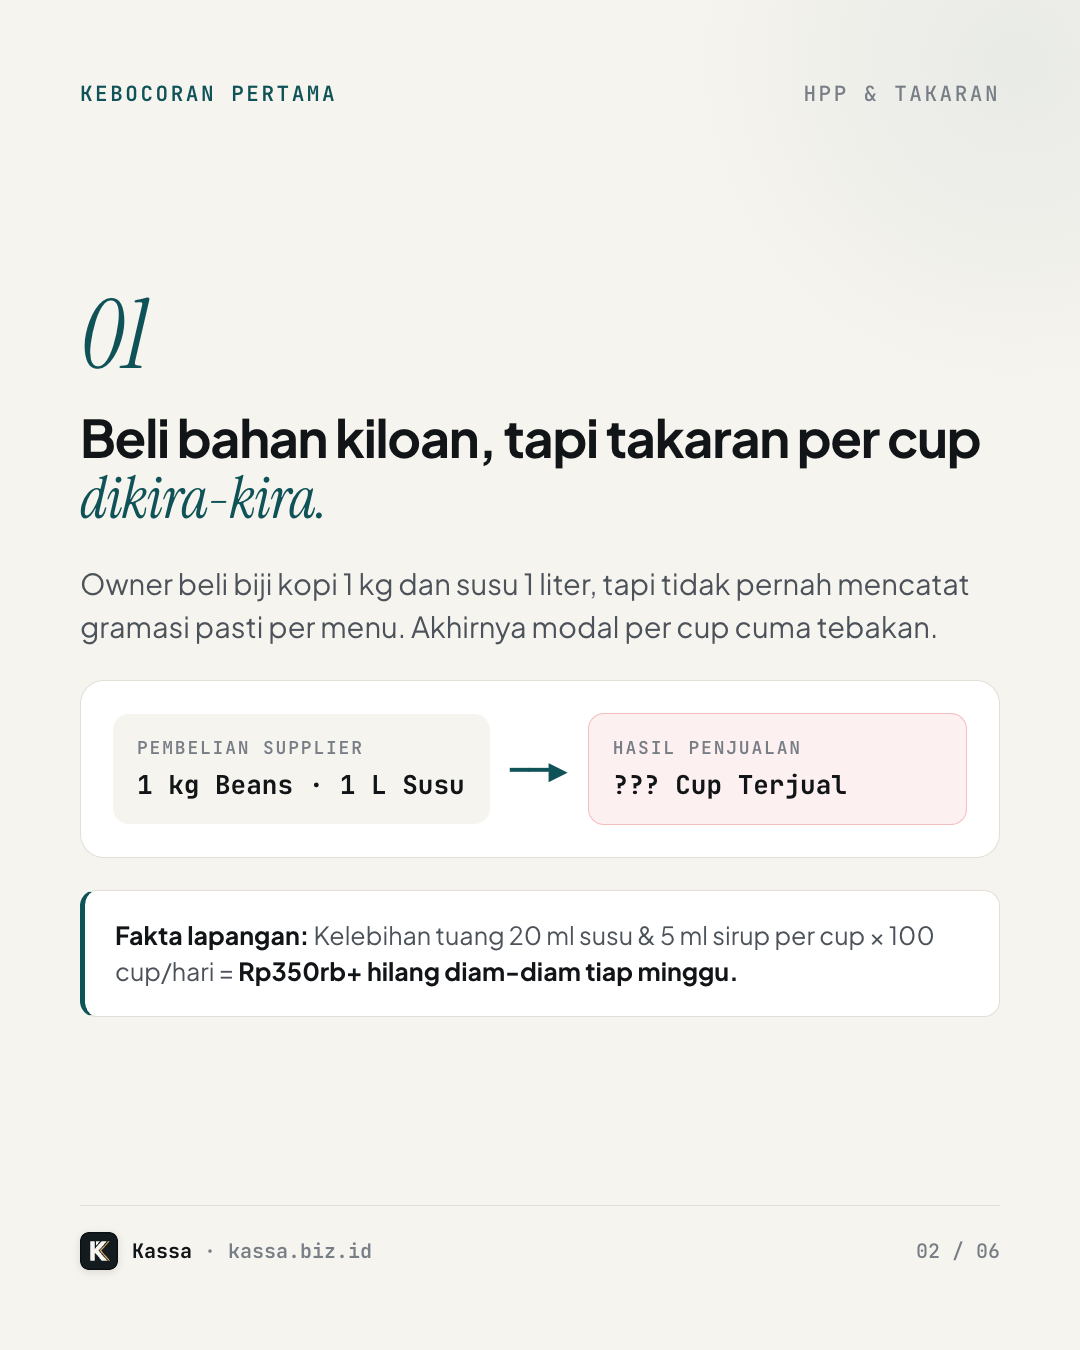 KEBOCORAN PERTAMA
HPP & TAKARAN
01
Beli bahan kiloan, tapi takaran per cup
dikira-kira.
Owner beli biji kopi 1 kg dan susu 1 liter, tapi tidak pernah mencatat
gramasi pasti per menu. Akhirnya modal per cup cuma tebakan.
PEMBELIAN SUPPLIER
1 kg Beans · 1 L Susu
HASIL PENJUALAN
??? Cup Terjual
Fakta lapangan: Kelebihan tuang 20 ml susu & 5 ml sirup per cup × 100
cup/hari = Rp350rb+ hilang diam-diam tiap minggu.
K
Kassa · kassa.biz.id
02 / 06